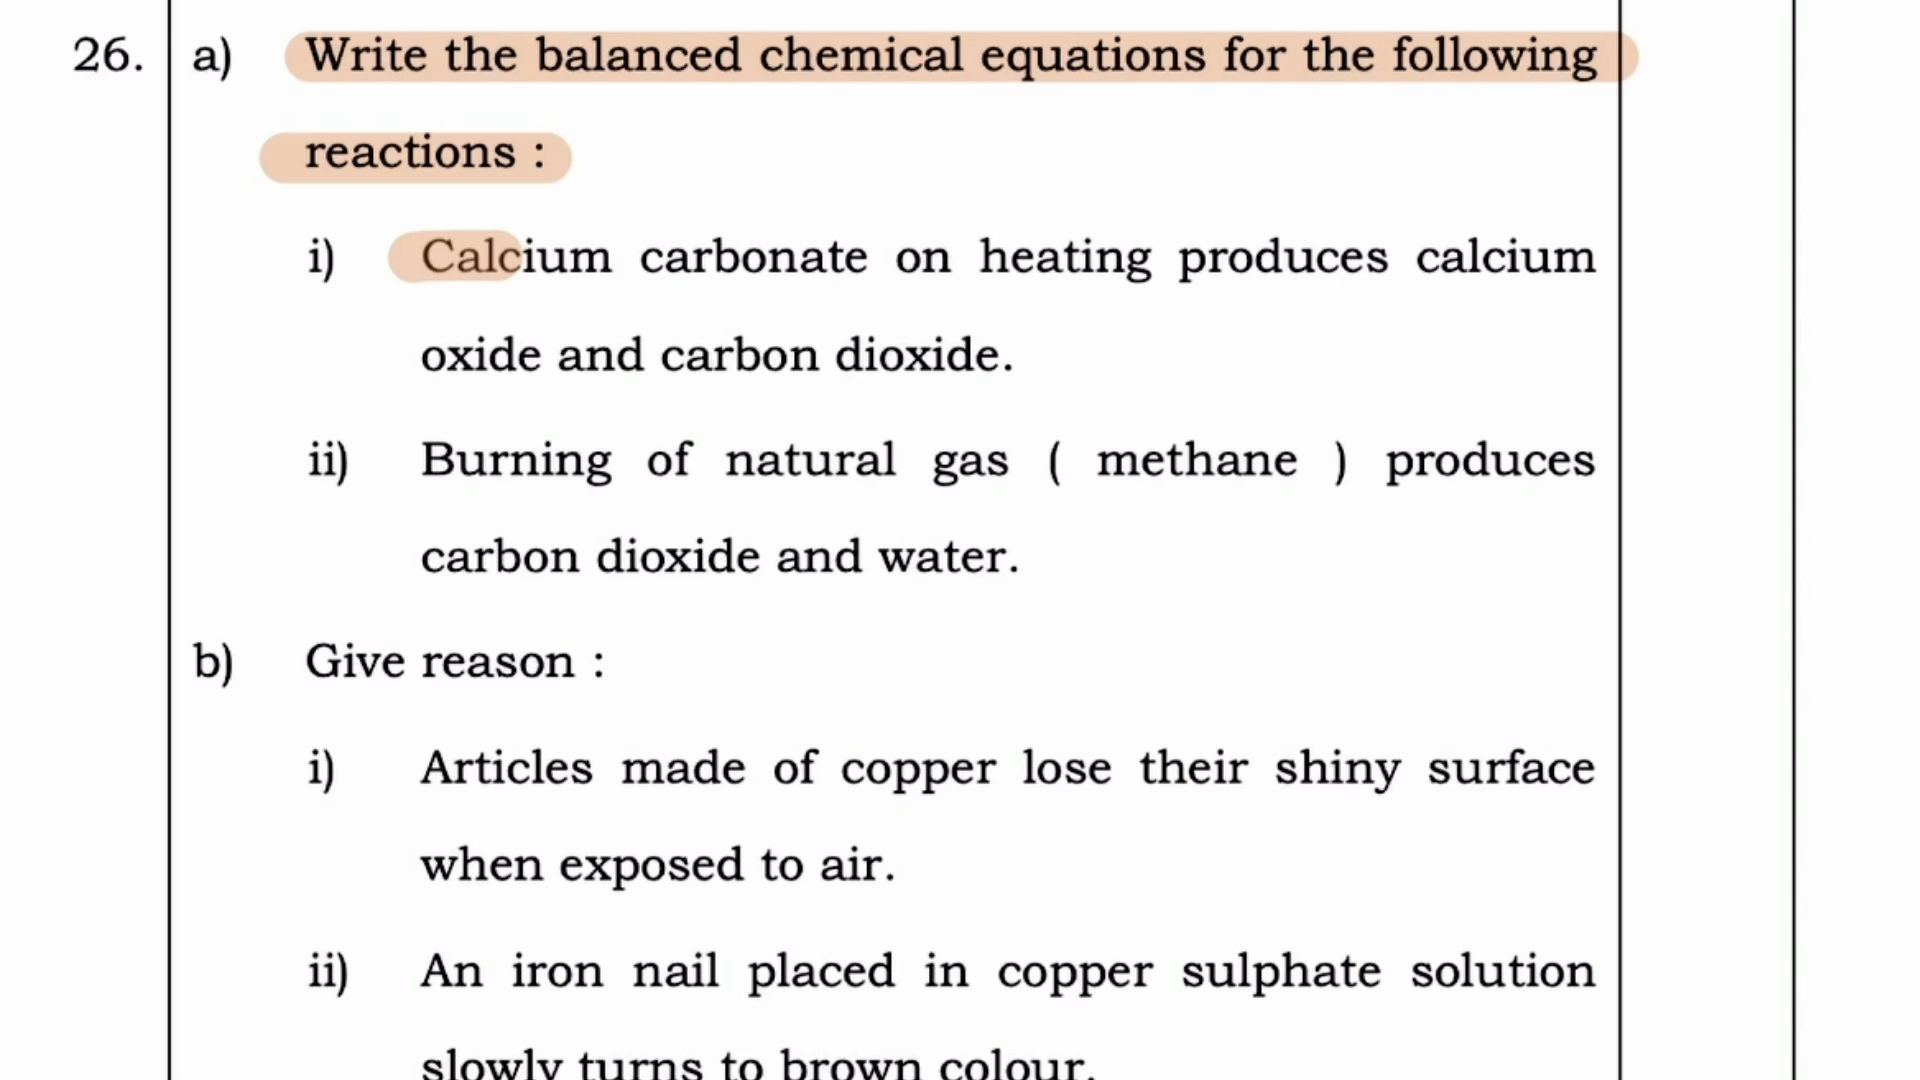 26. a) Write the balanced chemical equations for the following
reactions :
i) Calcium carbonate on heating produces calcium
oxide and carbon dioxide.
ii) Burning of natural gas ( methane ) produces
carbon dioxide and water.
b) Give reason :
i) Articles made of copper lose their shiny surface
when exposed to air.
ii) An iron nail placed in copper sulphate solution
slowly turns to brown colour.